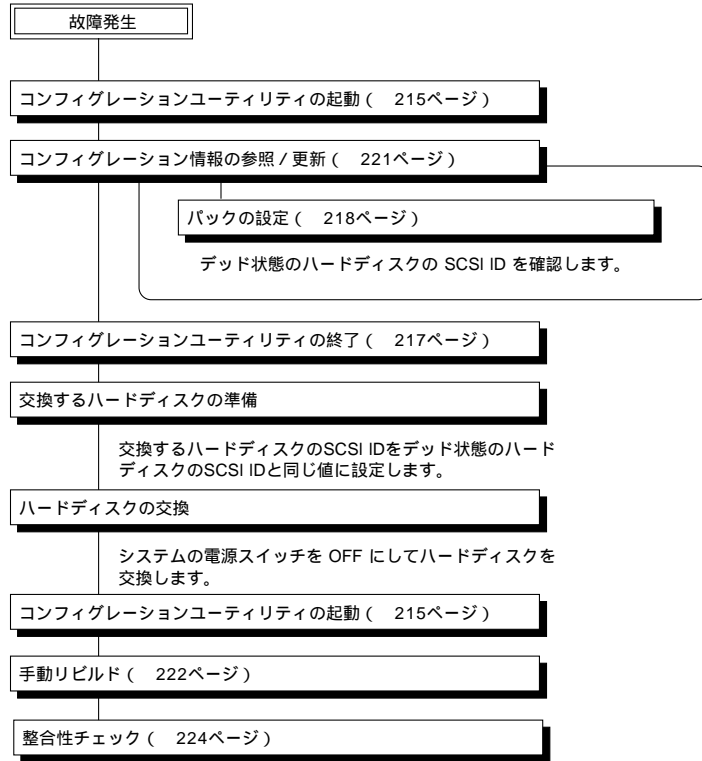 故障発生
コンフィグレーションユーティリティの起動(　215ページ)
コンフィグレーション情報の参照/更新(　221ページ)
パックの設定(　218ページ)
デッド状態のハードディスクの SCSI ID を確認します。
コンフィグレーションユーティリティの終了(　217ページ)
交換するハードディスクの準備
交換するハードディスクのSCSI IDをデッド状態のハード
ディスクのSCSI IDと同じ値に設定します。
ハードディスクの交換
システムの電源スイッチを OFF にしてハードディスクを
交換します。
コンフィグレーションユーティリティの起動(　215ページ)
手動リビルド(　222ページ)
整合性チェック(　224ページ)